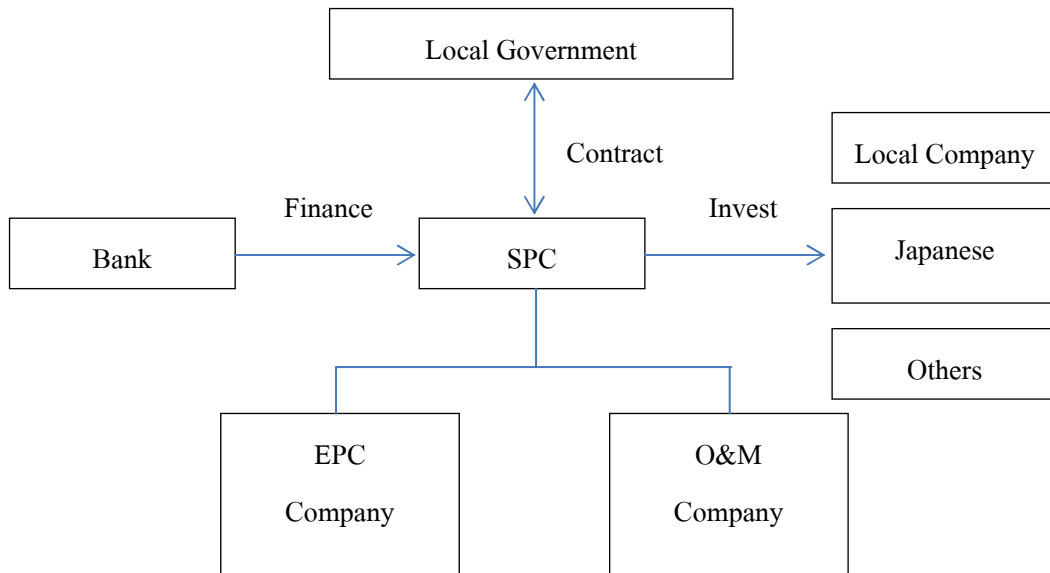 Local Government
Contract
Local Company
Finance
Invest
Bank
SPC
Japanese
Others
EPC
Company
O&M
Company